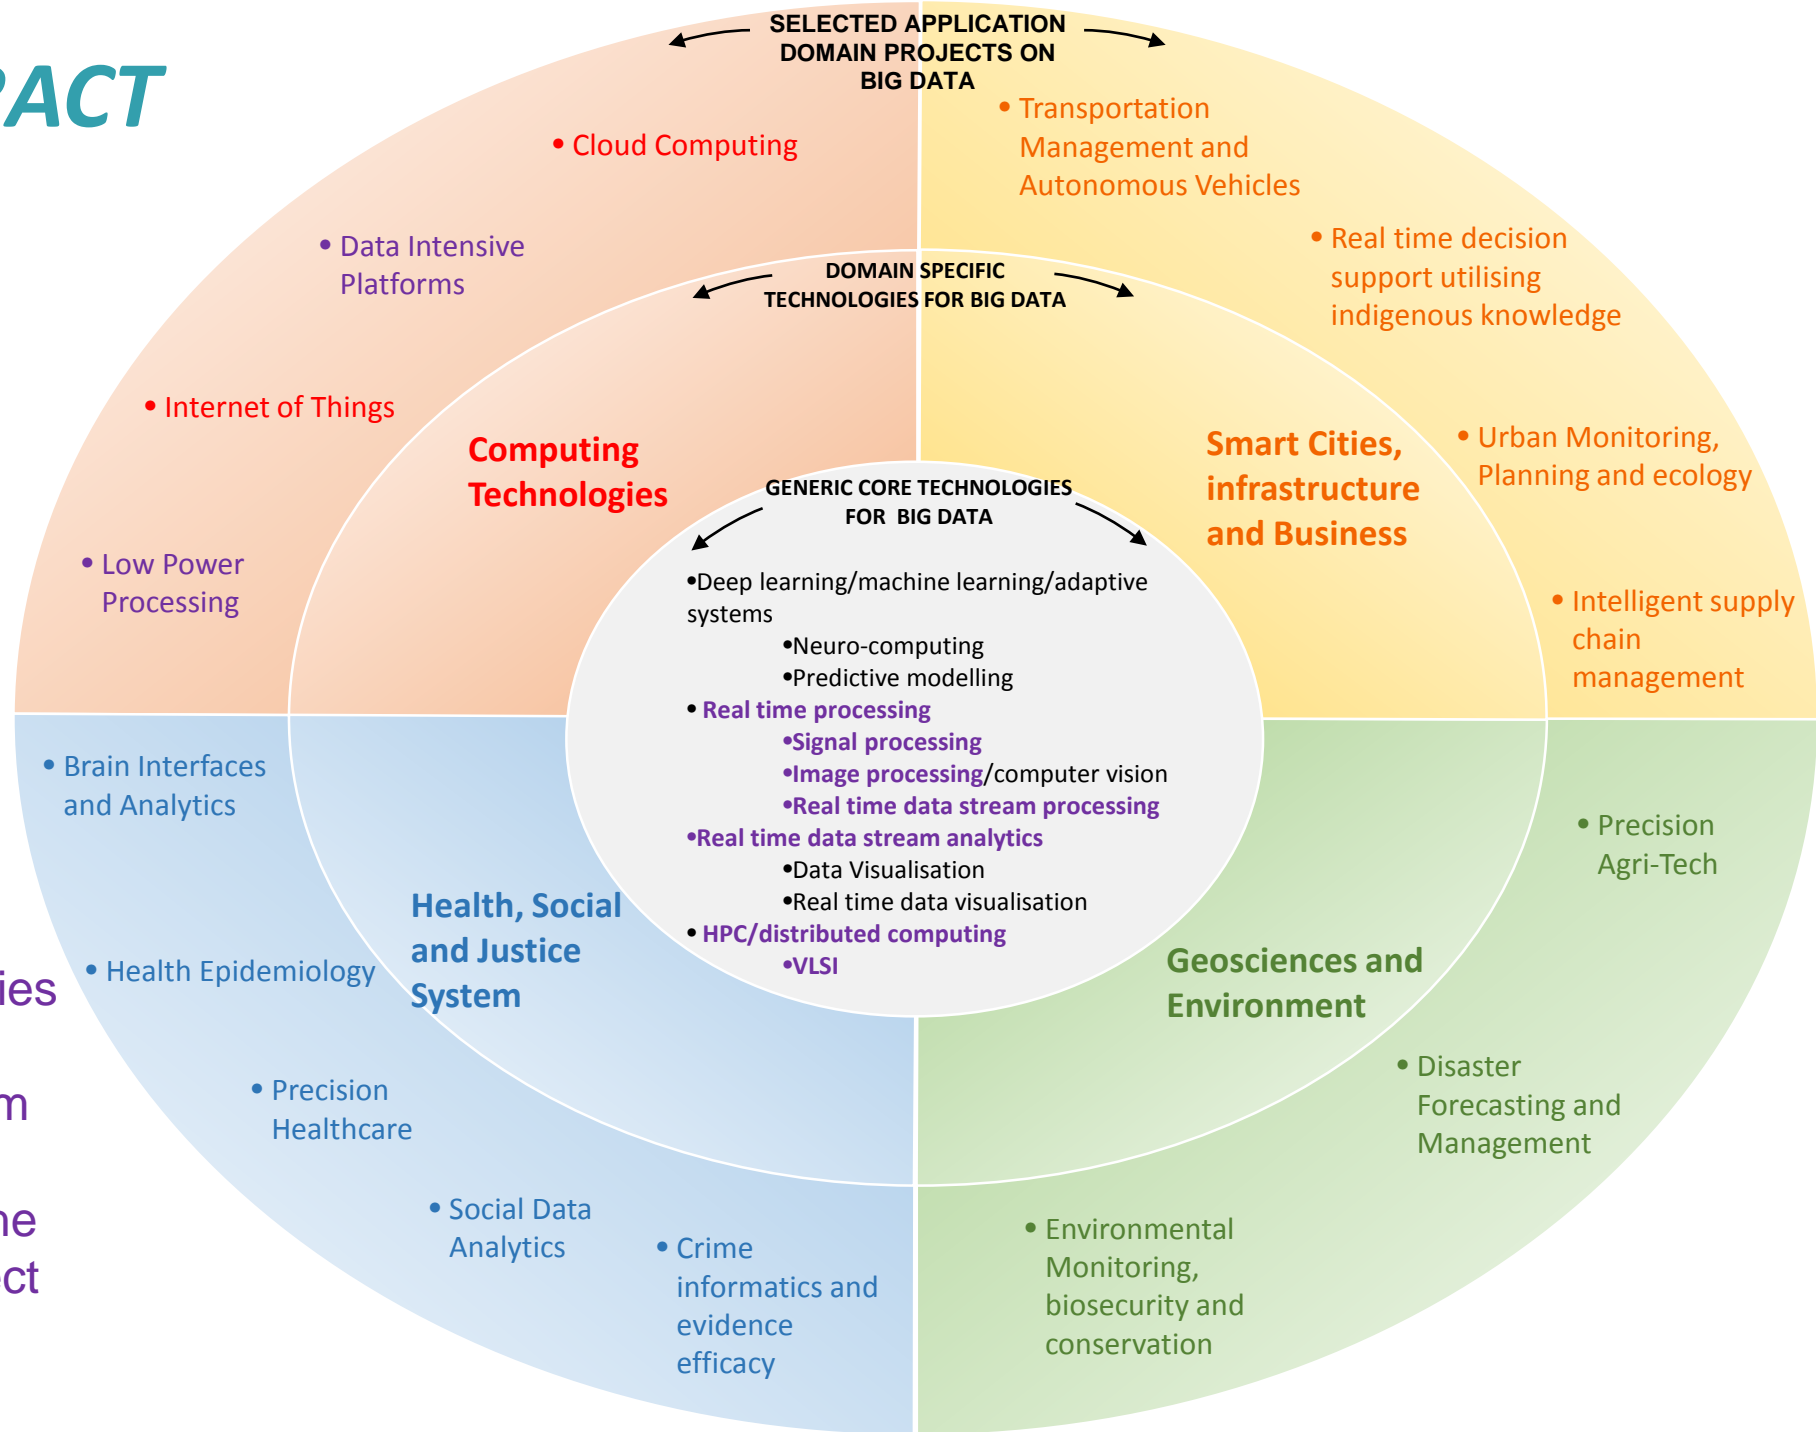 SELECTED APPLICATION
DOMAIN PROJECTS ON
BIG DATA
PACT
• Cloud Computing
• Data Intensive
Platforms
• Internet of Things
• Low Power
Processing
• Transportation
Management and
Autonomous Vehicles
• Real time decision
support utilising
indigenous knowledge
• Urban Monitoring,
Planning and ecology
• Intelligent supply
chain
management
DOMAIN SPECIFIC
TECHNOLOGIES FOR BIG DATA
Computing
Technologies
Smart Cities,
infrastructure
and Business
GENERIC CORE TECHNOLOGIES
FOR BIG DATA
•Deep learning/machine learning/adaptive
systems
•Neuro-computing
•Predictive modelling
• Real time processing
•Signal processing
•Image processing/computer vision
•Real time data stream processing
•Real time data stream analytics
•Data Visualisation
•Real time data visualisation
• HPC/distributed computing
•VLSI
Health, Social
and Justice
System
Geosciences and
Environment
• Brain Interfaces
and Analytics
• Health Epidemiology
• Precision
Healthcare
• Social Data
Analytics
• Crime
informatics and
evidence
efficacy
• Precision
Agri-Tech
• Disaster
Forecasting and
Management
• Environmental
Monitoring,
biosecurity and
conservation
ies
m
ne
ect